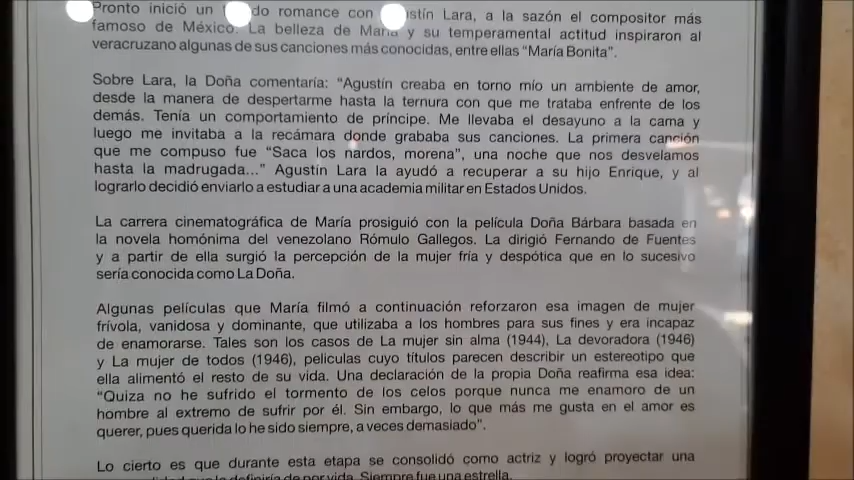 Pronto inició un romance con Agustín Lara, a la sazón el compositor más
famoso de México. La belleza de María y su temperamental actitud inspiraron al
veracruzano algunas de sus canciones más conocidas, entre ellas “María Bonita”.
Sobre Lara, la Doña comentaría: “Agustín creaba en torno mío un ambiente de amor,
desde la manera de despertarme hasta la ternura con que me trataba enfrente de los
demás. Tenía un comportamiento de príncipe. Me llevaba el desayuno a la cama y
luego me invitaba a la recámara donde grababa sus canciones. La primera canción
que me compuso fue “Saca los nardos, morena”, una noche que nos desvelamos
hasta la madrugada...” Agustín Lara la ayudó a recuperar a su hijo Enrique, y al
lograrlo decidió enviarlo a estudiar a una academia militar en Estados Unidos.
La carrera cinematográfica de María prosiguió con la película Doña Bárbara basada en
la novela homónima del venezolano Rómulo Gallegos. La dirigió Fernando de Fuentes
y a partir de ella surgió la percepción de la mujer fría y despótica que en lo sucesivo
sería conocida como La Doña.
Algunas películas que María filmó a continuación reforzaron esa imagen de mujer
frívola, vanidosa y dominante, que utilizaba a los hombres para sus fines y era incapaz
de enamorarse. Tales son los casos de La mujer sin alma (1944), La devoradora (1946)
y La mujer de todos (1946), peliculas cuyo títulos parecen describir un estereotipo que
ella alimentó el resto de su vida. Una declaración de la propia Doña reafirma esa idea:
“Quiza no he sufrido el tormento de los celos porque nunca me enamoro de un
hombre al extremo de sufrir por él. Sin embargo, lo que más me gusta en el amor es
querer, pues querida lo he sido siempre, a veces demasiado”.
Lo cierto es que durante esta etapa se consolidó como actriz y logró proyectar una
que la definiría de por vida. Siempre fue una estrella.